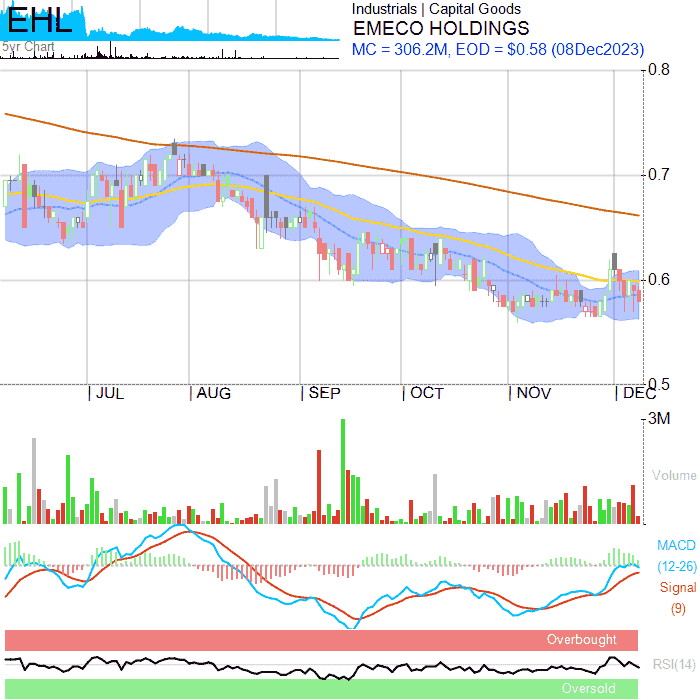 EHL
5yr Chart
Industrials | Capital Goods
EMECO HOLDINGS
MC = 306.2M, EOD = $0.58 (08Dec2023)
0.8
0.7
0.6
0.5
JUL AUG SEP OCT NOV DEC
3M
Volume
MACD
(12-26)
Signal
(9)
Overbought
RSI(14)
Oversold